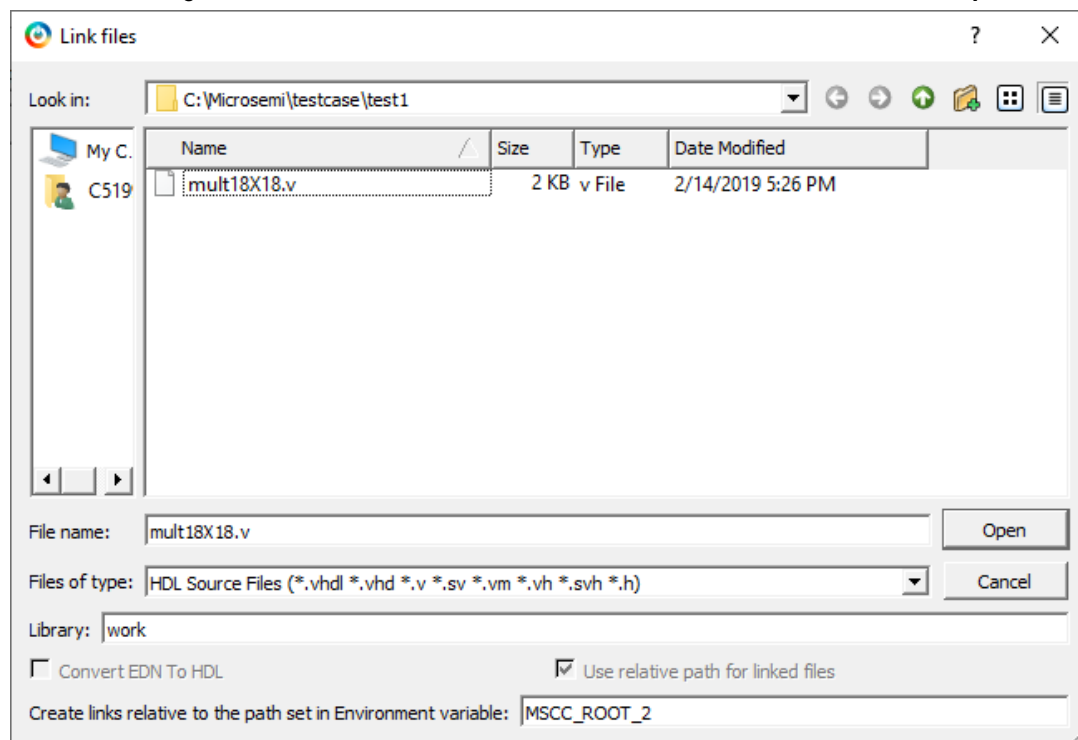 Link files
?
Look in: C:\Microsemi\testcase\test1
My C.
C519
Name Size Type Date Modified
mult18X18.v 2 KB v File 2/14/2019 5:26 PM
File name: mult18X18.v Open
Files of type: HDL Source Files (*.vhdl *.vhd *.v *.sv *.vm *.vh *.svh *.h) Cancel
Library: work
Convert EDN To HDL Use relative path for linked files
Create links relative to the path set in Environment variable: MSCC_ROOT_2